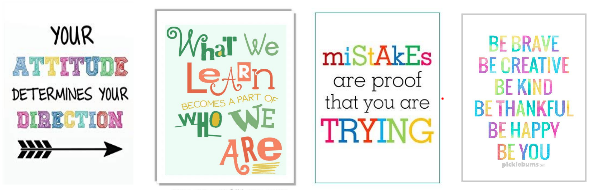 YOUR
ATTITUDE
DETERMINES YOUR
DIRECTION
What We
LeARn
BECOMES A PART OF
WHO WE
ARe
miStAkEs
are proof
that you are
TRYING
BE BRAVE
BE CREATIVE
BE KIND
BE THANKFUL
BE HAPPY
BE YOU
picklebums